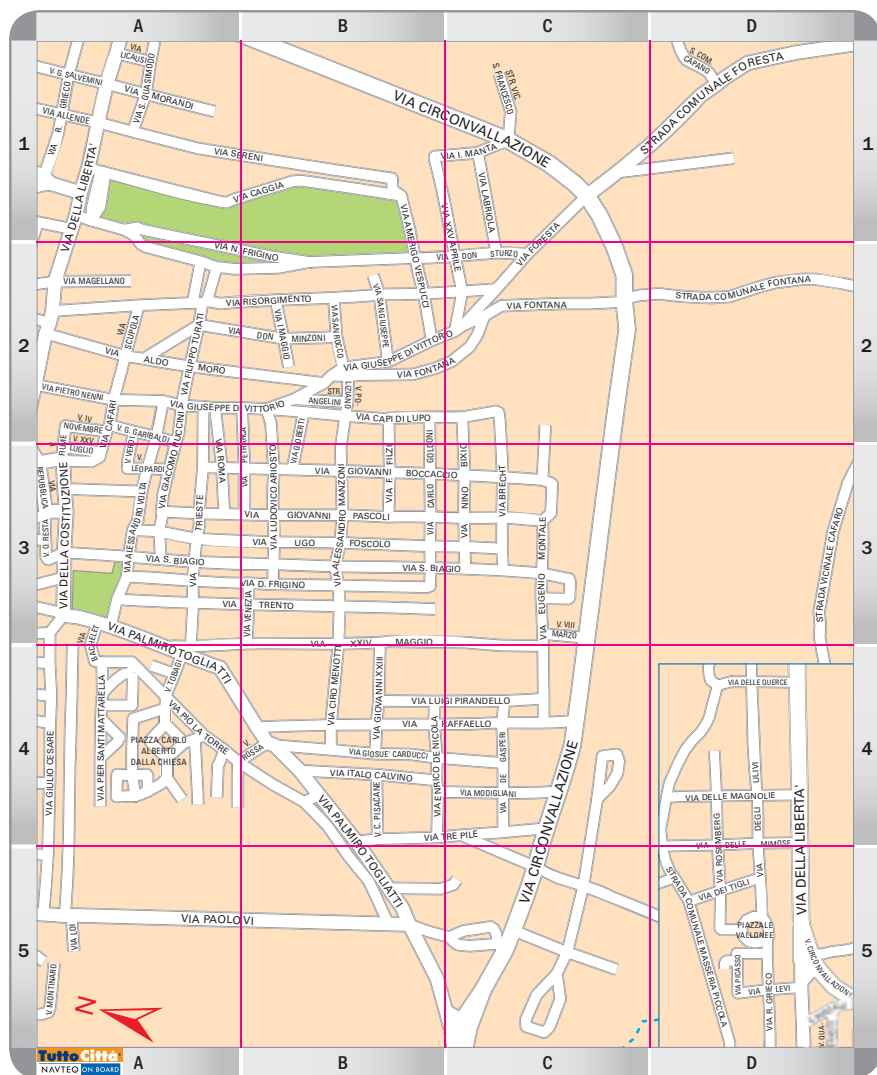 A B C D
VIA LICAUSI
V. G. SALVEMINI
VIA R. GRIECO
VIA S. QUASIMODO
VIA MORANDI
VIA ALLENDE
VIA DELLA LIBERTA'
VIA SERENI
VIA CAGGIA
VIA CIRCONVALLAZIONE
STR. VIC. S. FRANCESCO
S. COM. CAPANO
STRADA COMUNALE FORESTA
1 1
VIA I. MANTA
VIA LABRIOLA
VIA XXV APRILE
VIA AMERIGO VESPUCCI
VIA N. FRIGINO
VIA DON STURZO
VIA FORESTA
VIA MAGELLANO
VIA RISORGIMENTO
VIA FONTANA
STRADA COMUNALE FONTANA
VIA SCUPOLA
VIA FILIPPO TURATI
VIA I MAGGIO
VIA DON MINZONI
VIA SAN ROCCO
VIA SAN GIUSEPPE
2 2
VIA ALDO MORO
VIA GIUSEPPE DI VITTORIO
VIA FONTANA
VIA PIETRO NENNI
VIA CAFARI
VIA GIUSEPPE DI VITTORIO
STR. ANGELINI
V. POLIZIANO
VIA CAPI DI LUPO
V. IV NOVEMBRE
V. G. GARIBALDI
V. XXV LUGLIO
FIUME
V. VERDI
V. LEOPARDI
VIA GIACOMO PUCCINI
VIA ROMA
VIA PETRARCA
VIA GIOBERTI
VIA LUDOVICO ARIOSTO
VIA GIOVANNI BOCCACCIO
VIA F. FILZI
VIA CARLO GOLDONI
VIA NINO BIXIO
VIA BRECHT
VIA REPUBBLICA
V. O. RESTA
VIA DELLA COSTITUZIONE
VIA ALESSANDRO VOLTA
VIA TRIESTE
VIA GIOVANNI PASCOLI
VIA UGO FOSCOLO
VIA ALESSANDRO MANZONI
VIA EUGENIO MONTALE
3 3
VIA S. BIAGIO
VIA S. BIAGIO
VIA D. FRIGINO
VIA VENEZIA
VIA TRENTO
V. VIII MARZO
STRADA VICINALE CAFARO
VIA BACHELET
VIA PALMIRO TOGLIATTI
VIA XXIV MAGGIO
V. TOBAGI
VIA CIRO MENOTTI
VIA GIOVANNI XXIII
VIA LUIGI PIRANDELLO
VIA RAFFAELLO
VIA DELLE QUERCE
VIA GIULIO CESARE
VIA PIER SANTI MATTARELLA
PIAZZA CARLO ALBERTO DALLA CHIESA
VIA PIO LA TORRE
V. ROSSA
VIA GIOSUE' CARDUCCI
VIA ENRICO DE NICOLA
VIA DE GASPERI
4 4
VIA ITALO CALVINO
V. C. PISACANE
VIA MODIGLIANI
VIA TRE PILE
VIA CIRCONVALLAZIONE
VIA PALMIRO TOGLIATTI
VIA DELLE MAGNOLIE
VIA DEGLI ULIVI
VIA ROSEMBERG
VIA DELLE MIMOSE
VIA DELLA LIBERTA'
VIA DEI TIGLI
STRADA COMUNALE MASSERIA PICCOLA
PIAZZALE VALLONEE
VIA PAOLO VI
VIA LOI
5 5
VIA PICASSO
VIA LEVI
V. CIRCONVALLAZIONE
VIA R. GRIECO
V. QUA-
V. MONTINARO
N
TuttoCittà
NAVTEQ ON BOARD
A B C D